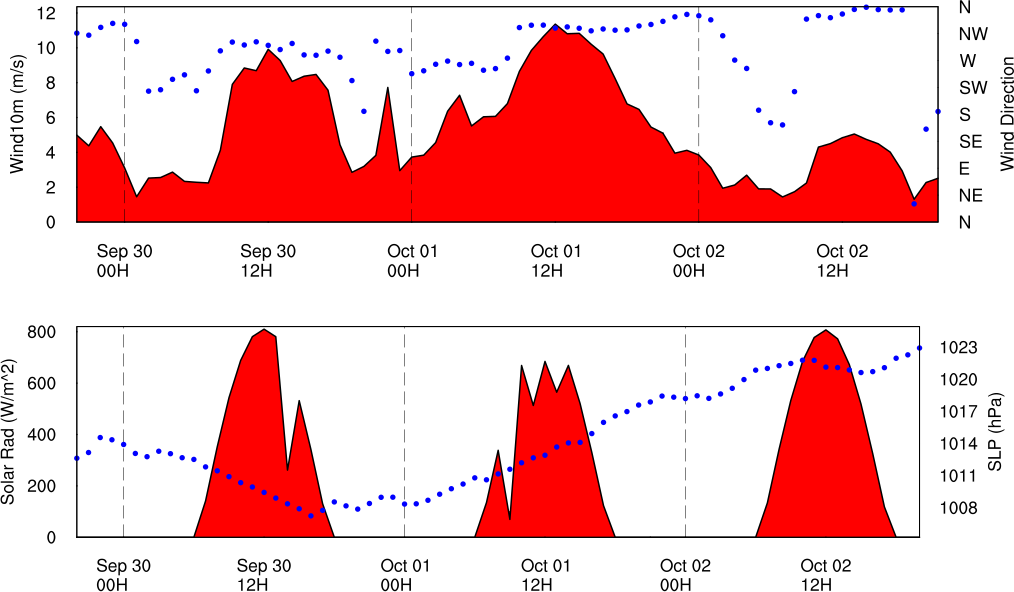 12
10
8
6
4
2
0
Wind10m (m/s)
N
NW
W
SW
S
SE
E
NE
N
Wind Direction
Sep 30 Sep 30 Oct 01 Oct 01 Oct 02 Oct 02
00H 12H 00H 12H 00H 12H
800
600
400
200
0
Solar Rad (W/m^2)
1023
1020
1017
1014
1011
1008
SLP (hPa)
Sep 30 Sep 30 Oct 01 Oct 01 Oct 02 Oct 02
00H 12H 00H 12H 00H 12H